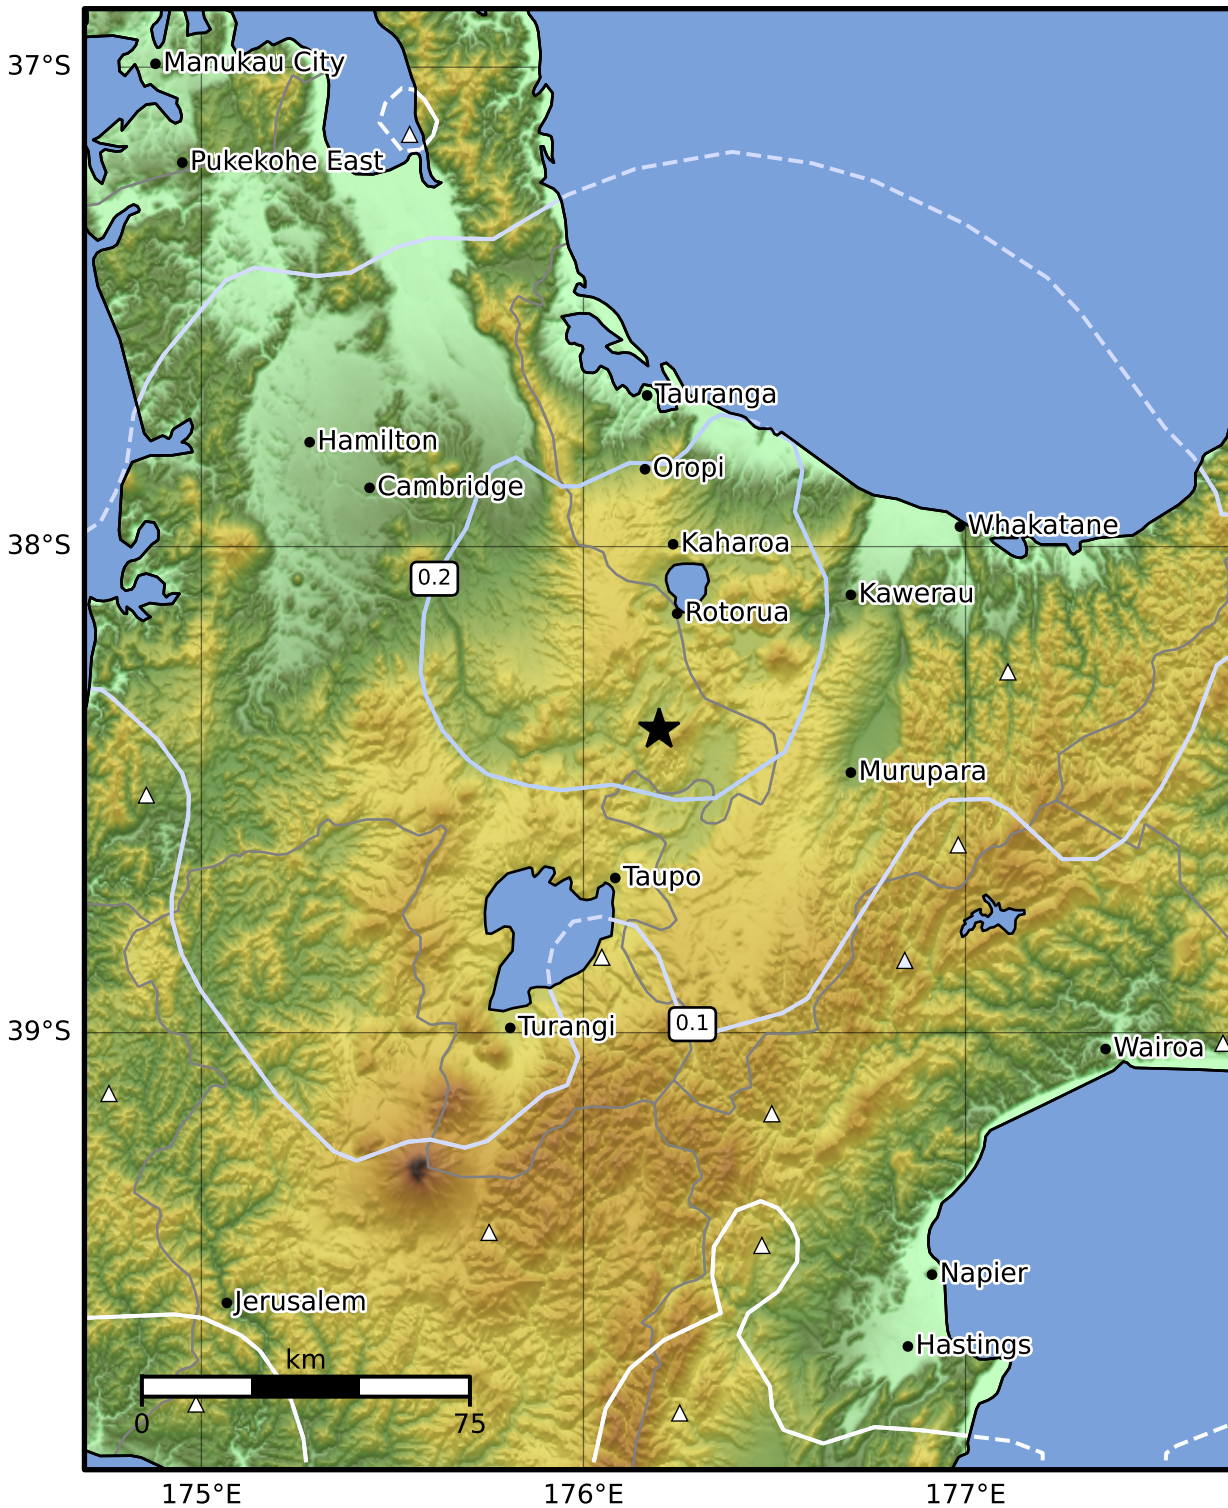 37°S
Manukau City
Pukekohe East
Tauranga
Hamilton
Oropi
Cambridge
Whakatane
38°S
Kaharoa
0.2
Kawerau
Rotorua
Murupara
Taupo
0.1
39°S
Turangi
Wairoa
Napier
Jerusalem
Hastings
km
0 75
175°E 176°E 177°E